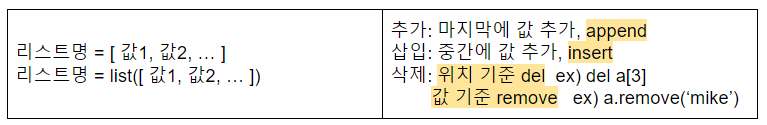 리스트명 = [ 값1, 값2, … ]
리스트명 = list([ 값1, 값2, … ])
추가: 마지막에 값 추가, append
삽입: 중간에 값 추가, insert
삭제: 위치 기준 del  ex) del a[3]
값 기준 remove   ex) a.remove(‘mike’)